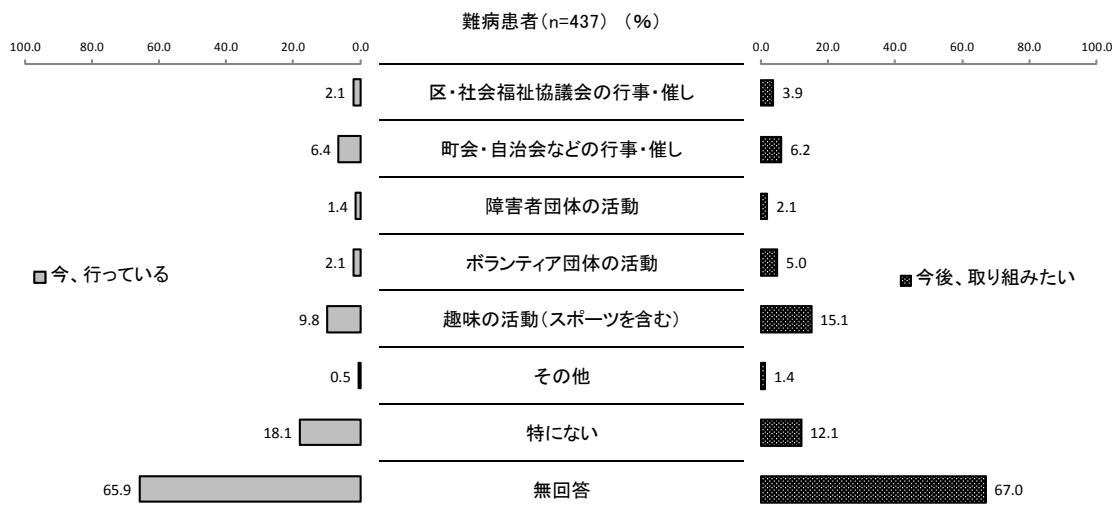 難病患者(n=437) (%)
100.0 80.0 60.0 40.0 20.0 0.0 0.0 20.0 40.0 60.0 80.0 100.0
2.1 区・社会福祉協議会の行事・催し 3.9
6.4 町会・自治会などの行事・催し 6.2
1.4 障害者団体の活動 2.1
2.1 ボランティア団体の活動 5.0
今、行っている 今後、取り組みたい
9.8 趣味の活動(スポーツを含む) 15.1
0.5 その他 1.4
18.1 特にない 12.1
65.9 無回答 67.0